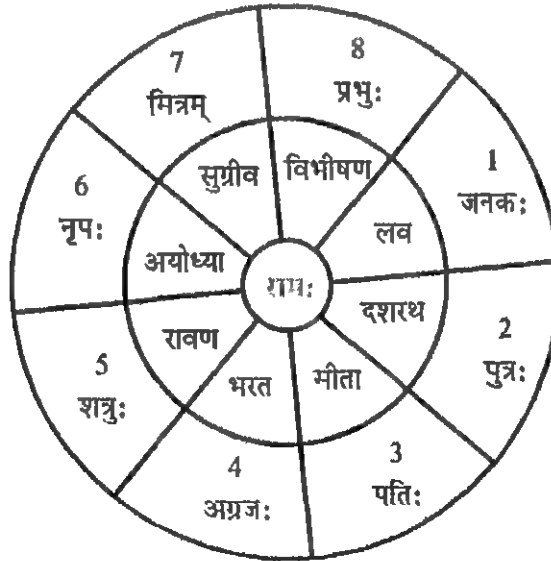 7
मित्रम्
8
प्रभुः
1
जनकः
2
पुत्रः
3
पतिः
4
अग्रजः
5
शत्रुः
6
नृपः
सुग्रीव
विभीषण
लव
दशरथ
सीता
भरत
रावण
अयोध्या
रामः